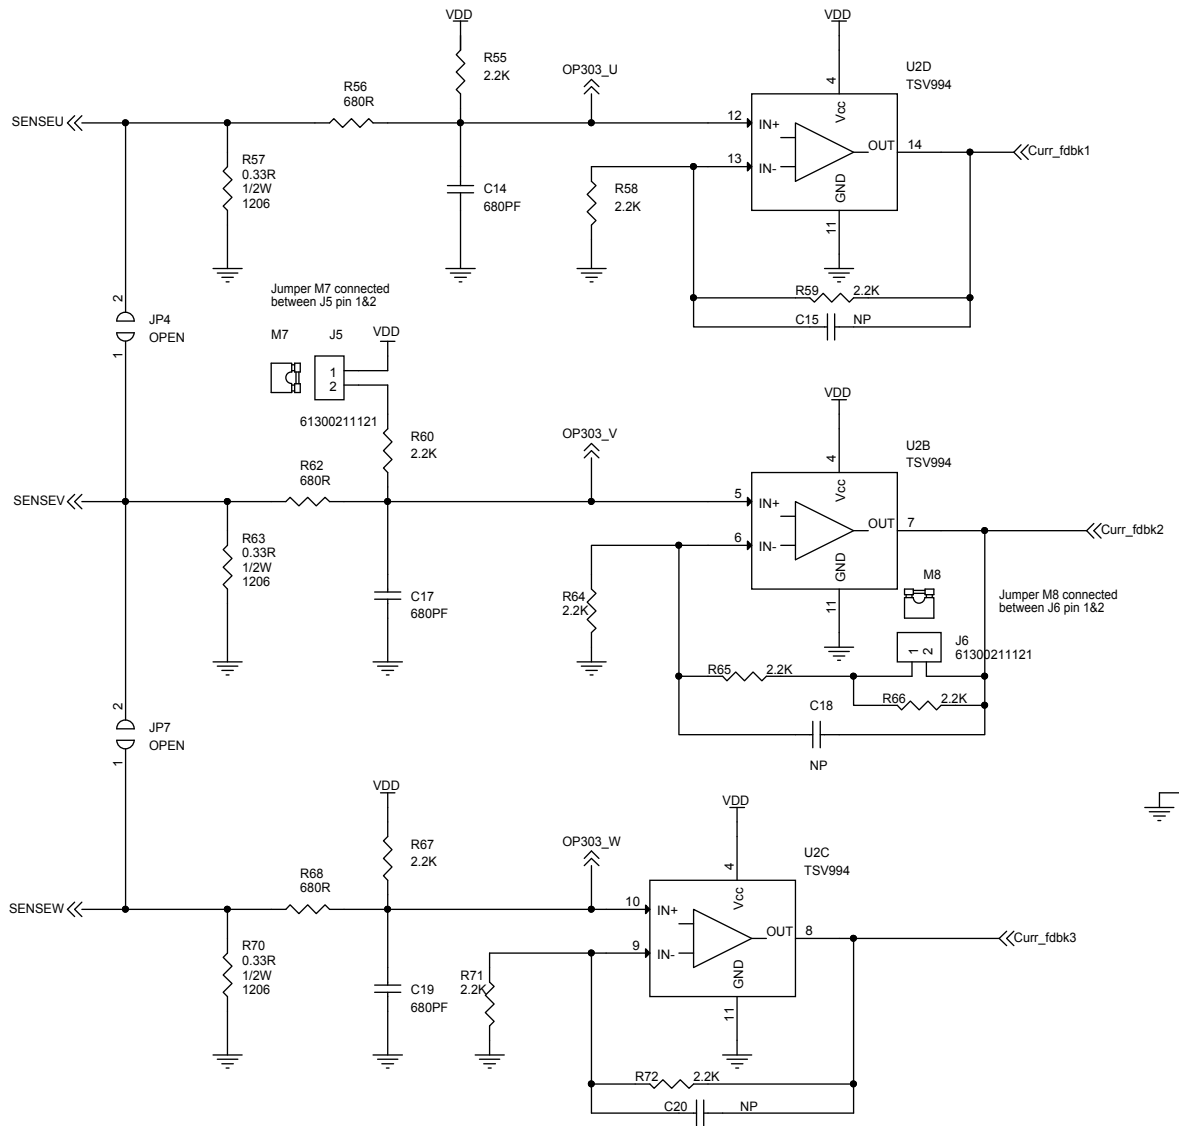 VDD
R55
2.2K
R56
680R
OP303_U
SENSEU
R57
0.33R
1/2W
1206
C14
680PF
R58
2.2K
VDD
U2D
TSV994
4
Vcc
12
IN+
13
IN-
OUT
14
GND
11
Curr_fdbk1
R59
2.2K
C15
NP
2
JP4
OPEN
1
Jumper M7 connected
between J5 pin 1&2
M7
J5
VDD
1
2
61300211121
R60
2.2K
R62
680R
OP303_V
SENSEV
R63
0.33R
1/2W
1206
C17
680PF
R64
2.2K
VDD
U2B
TSV994
4
Vcc
5
IN+
6
IN-
OUT
7
GND
11
Curr_fdbk2
M8
Jumper M8 connected
between J6 pin 1&2
J6
61300211121
1
2
R65
2.2K
R66
2.2K
C18
NP
2
JP7
OPEN
1
VDD
R67
2.2K
R68
680R
OP303_W
SENSEW
R70
0.33R
1/2W
1206
C19
680PF
R71
2.2K
VDD
U2C
TSV994
4
Vcc
10
IN+
9
IN-
OUT
8
GND
11
Curr_fdbk3
R72
2.2K
C20
NP